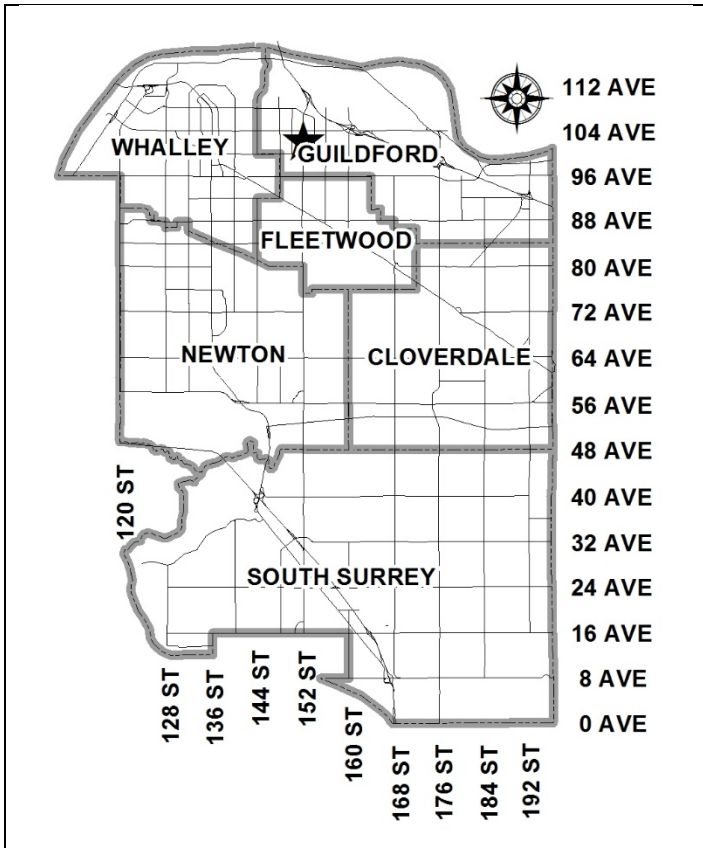 112 AVE
104 AVE
WHALLEY
GUILDFORD
96 AVE
88 AVE
FLEETWOOD
80 AVE
72 AVE
NEWTON
CLOVERDALE
64 AVE
56 AVE
48 AVE
120 ST
40 AVE
32 AVE
SOUTH SURREY
24 AVE
16 AVE
128 ST
136 ST
144 ST
152 ST
160 ST
8 AVE
0 AVE
168 ST
176 ST
184 ST
192 ST